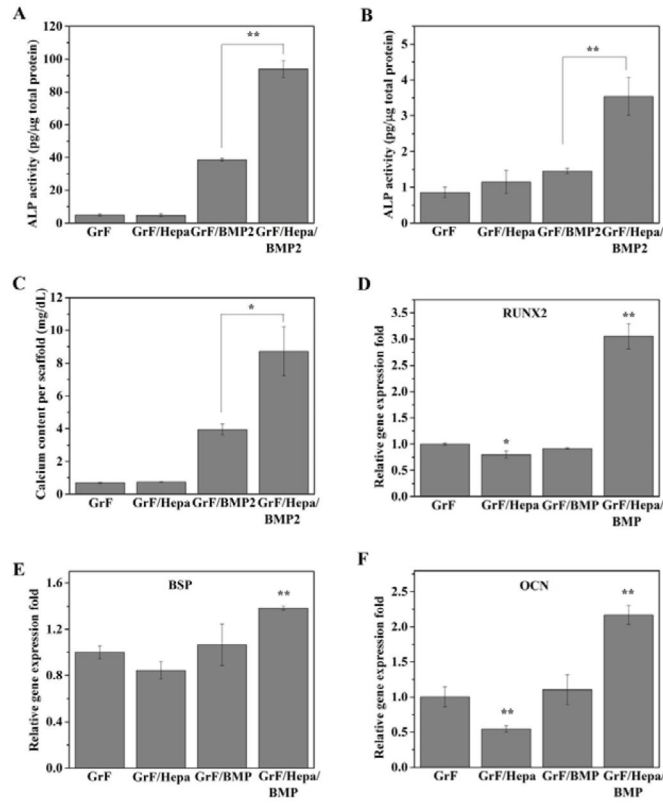 A
ALP activity (pg/μg total protein)
120
100
80
60
40
20
0
**
GrF
GrF/Hepa
GrF/BMP2
GrF/Hepa/
BMP2
B
ALP activity (pg/μg total protein)
5
4
3
2
1
0
**
GrF
GrF/Hepa
GrF/BMP2
GrF/Hepa/
BMP2
C
Calcium content per scaffold (mg/dL)
12
10
8
6
4
2
0
*
GrF
GrF/Hepa
GrF/BMP2
GrF/Hepa/
BMP2
D
RUNX2
Relative gene expression fold
3.5
3.0
2.5
2.0
1.5
1.0
0.5
0.0
*
**
GrF
GrF/Hepa
GrF/BMP
GrF/Hepa/
BMP
E
BSP
Relative gene expression fold
1.6
1.2
0.8
0.4
0.0
**
GrF
GrF/Hepa
GrF/BMP
GrF/Hepa/
BMP
F
OCN
Relative gene expression fold
2.5
2.0
1.5
1.0
0.5
0.0
**
**
GrF
GrF/Hepa
GrF/BMP
GrF/Hepa/
BMP